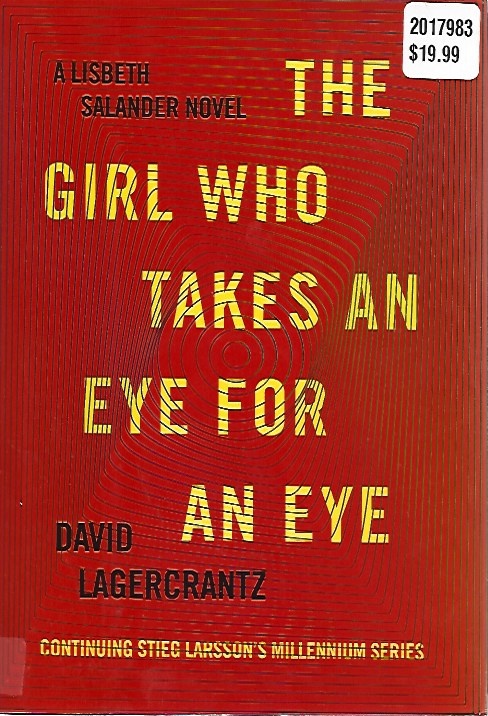 2017983
$19.99
A LISBETH
SALANDER NOVEL
THE
GIRL WHO
TAKES AN
EYE FOR
AN EYE
DAVID
LAGERCRANTZ
CONTINUING STIEG LARSSON'S MILLENNIUM SERIES